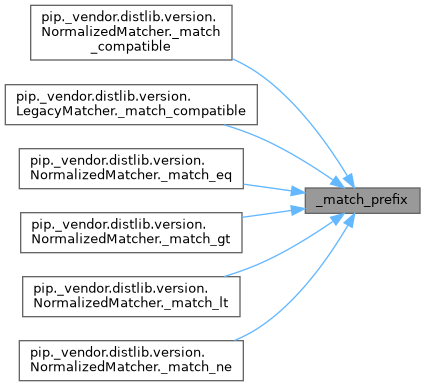 pip._vendor.distlib.version.
NormalizedMatcher._match
_compatible
pip._vendor.distlib.version.
LegacyMatcher._match_compatible
pip._vendor.distlib.version.
NormalizedMatcher._match_eq
_match_prefix
pip._vendor.distlib.version.
NormalizedMatcher._match_gt
pip._vendor.distlib.version.
NormalizedMatcher._match_lt
pip._vendor.distlib.version.
NormalizedMatcher._match_ne